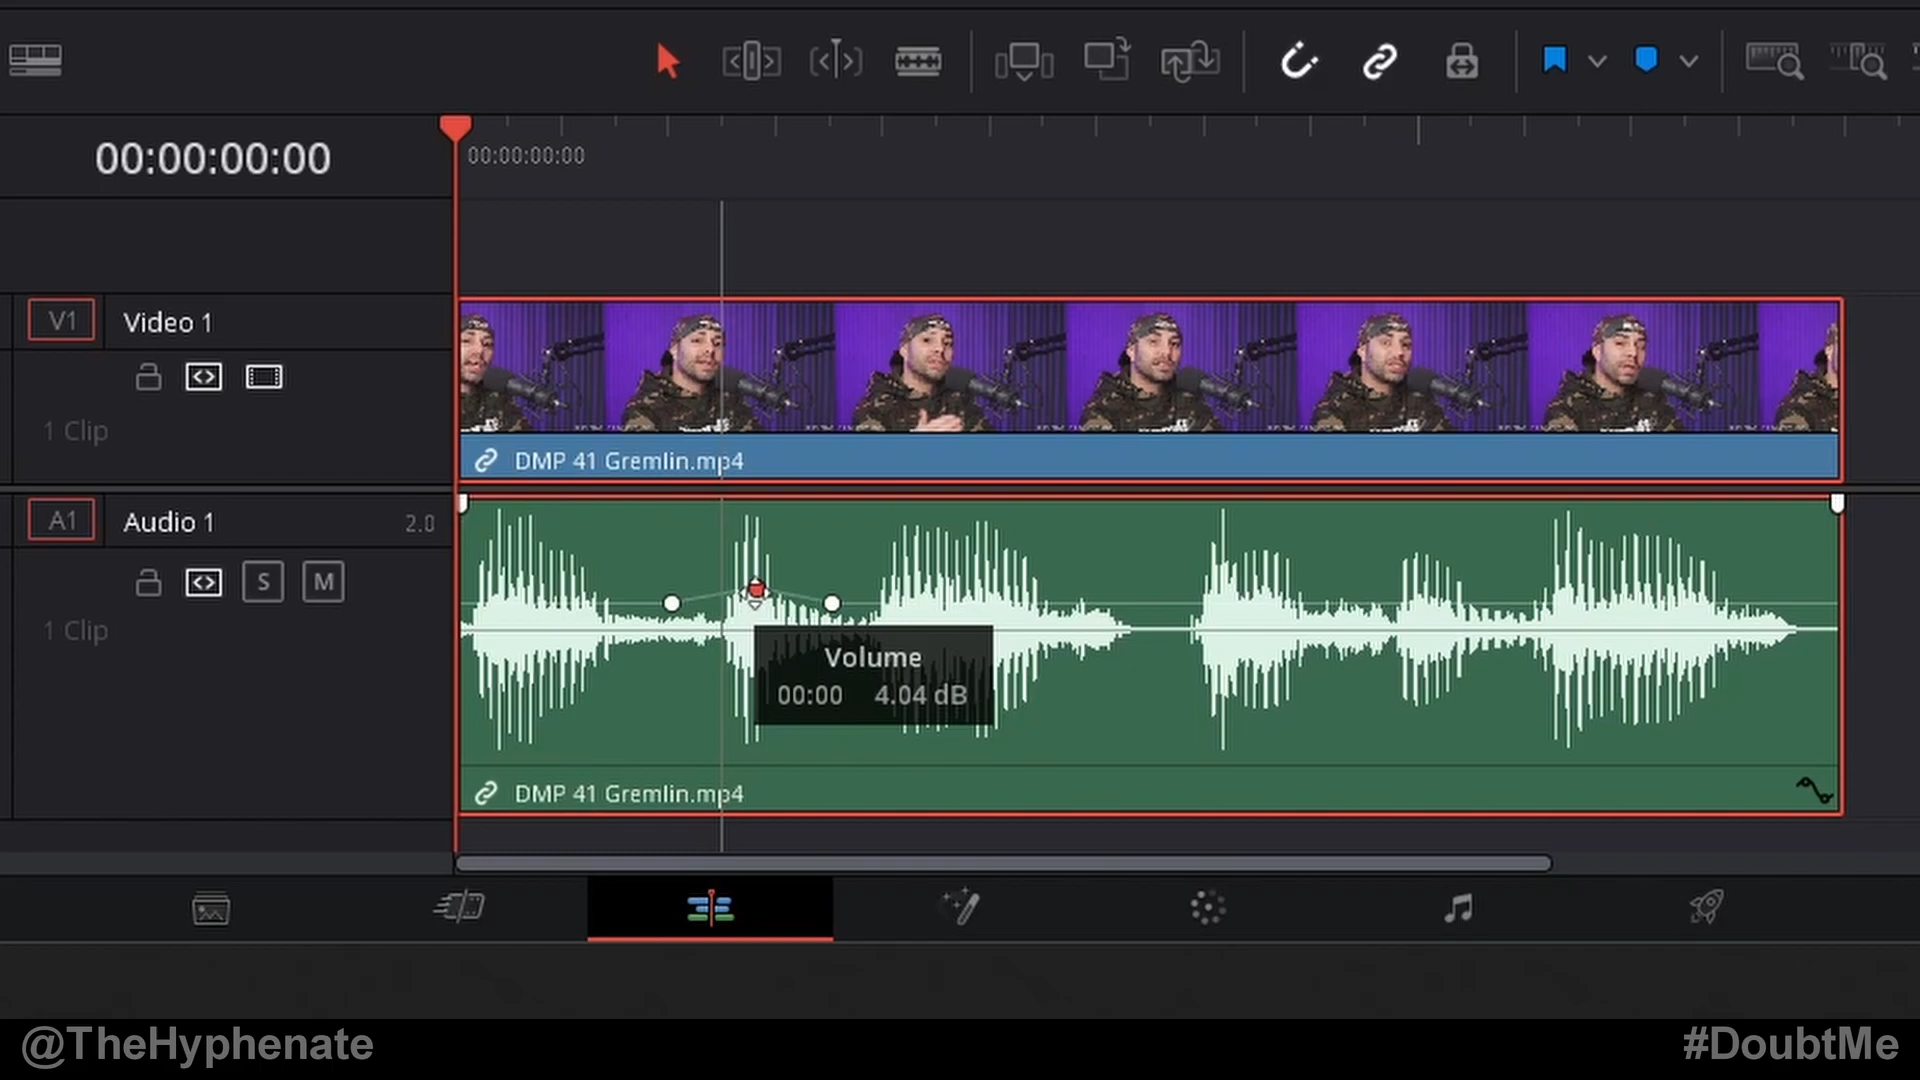 00:00:00:00
00:00:00:00
V1 Video 1
1 Clip
DMP 41 Gremlin.mp4
A1 Audio 1 2.0
S M
1 Clip
Volume
00:00 4.04 dB
DMP 41 Gremlin.mp4
@TheHyphenate
#DoubtMe